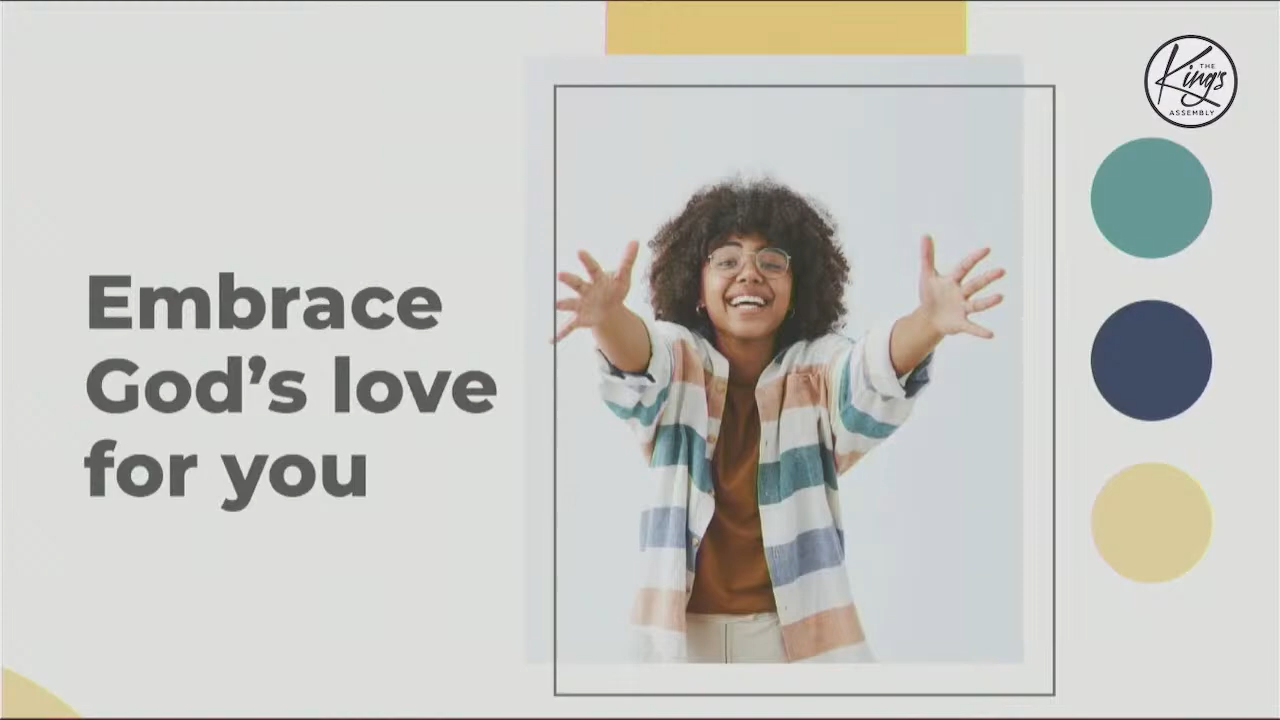 THE
King's
ASSEMBLY
Embrace
God’s love
for you